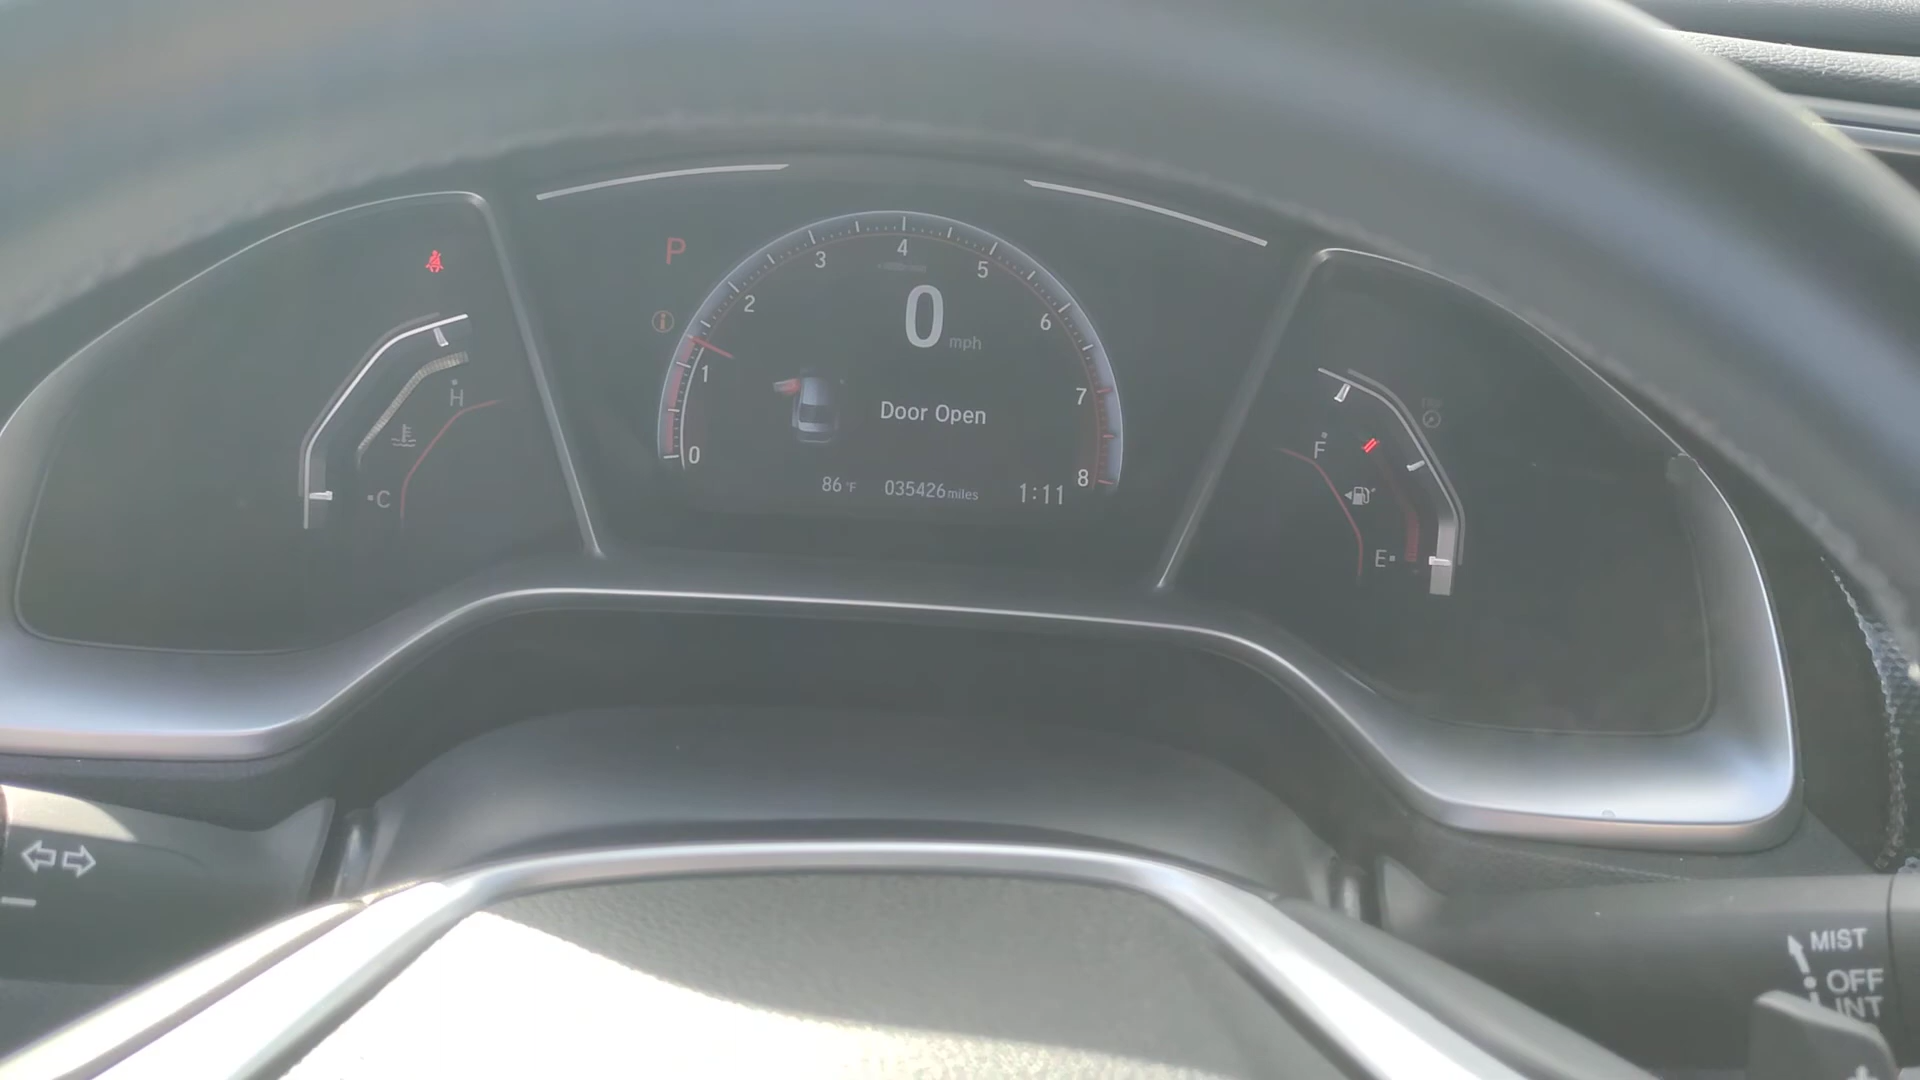 P
0 1 2 3 4 5 6 7 8
0 mph
Door Open
86 °F 035426 miles 1:11
H
C
F
E
MIST
OFF
INT
+